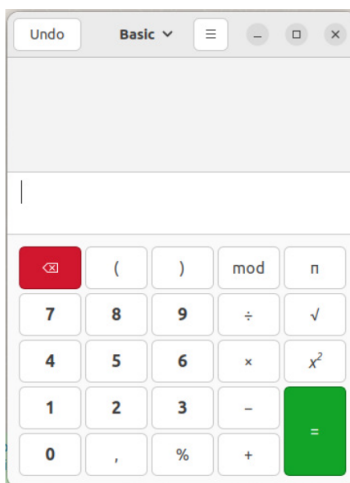 Undo Basic
( ) mod π
7 8 9 ÷ √
4 5 6 × x²
1 2 3 −
=
0 , % +